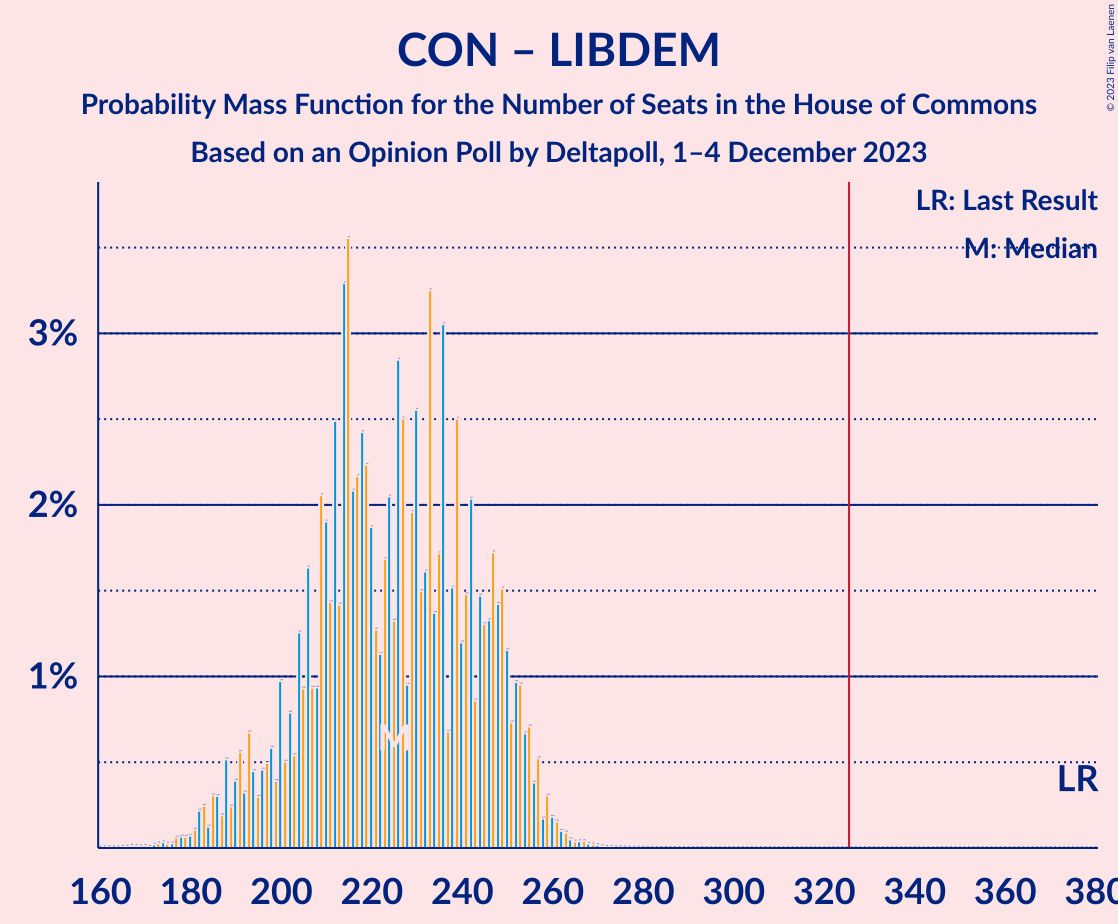 CON – LIBDEM
Probability Mass Function for the Number of Seats in the House of Commons
Based on an Opinion Poll by Deltapoll, 1–4 December 2023
© 2023 Filip van Laenen
LR: Last Result
M: Median
3%
2%
1%
M
LR
160 180 200 220 240 260 280 300 320 340 360 380